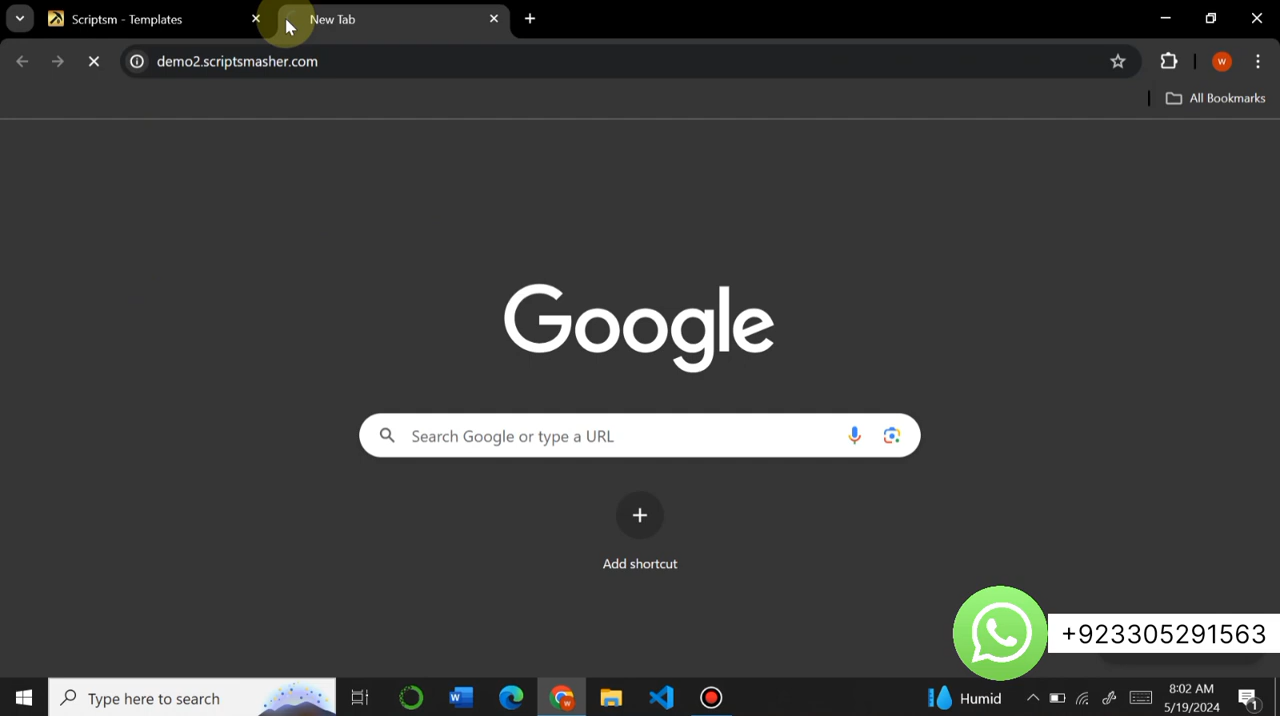 Scriptsm - Templates
New Tab
demo2.scriptsmasher.com
W
All Bookmarks
Google
Search Google or type a URL
Add shortcut
+923305291563
Type here to search
W
w
Humid
8:02 AM
5/19/2024
1